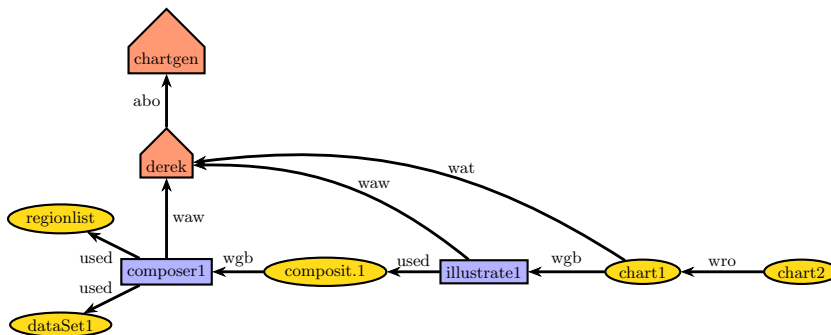 chartgen
abo
derek
wat
waw
waw
regionlist
used
composer1
wgb
composit.1
used
illustrate1
wgb
chart1
wro
chart2
used
dataSet1